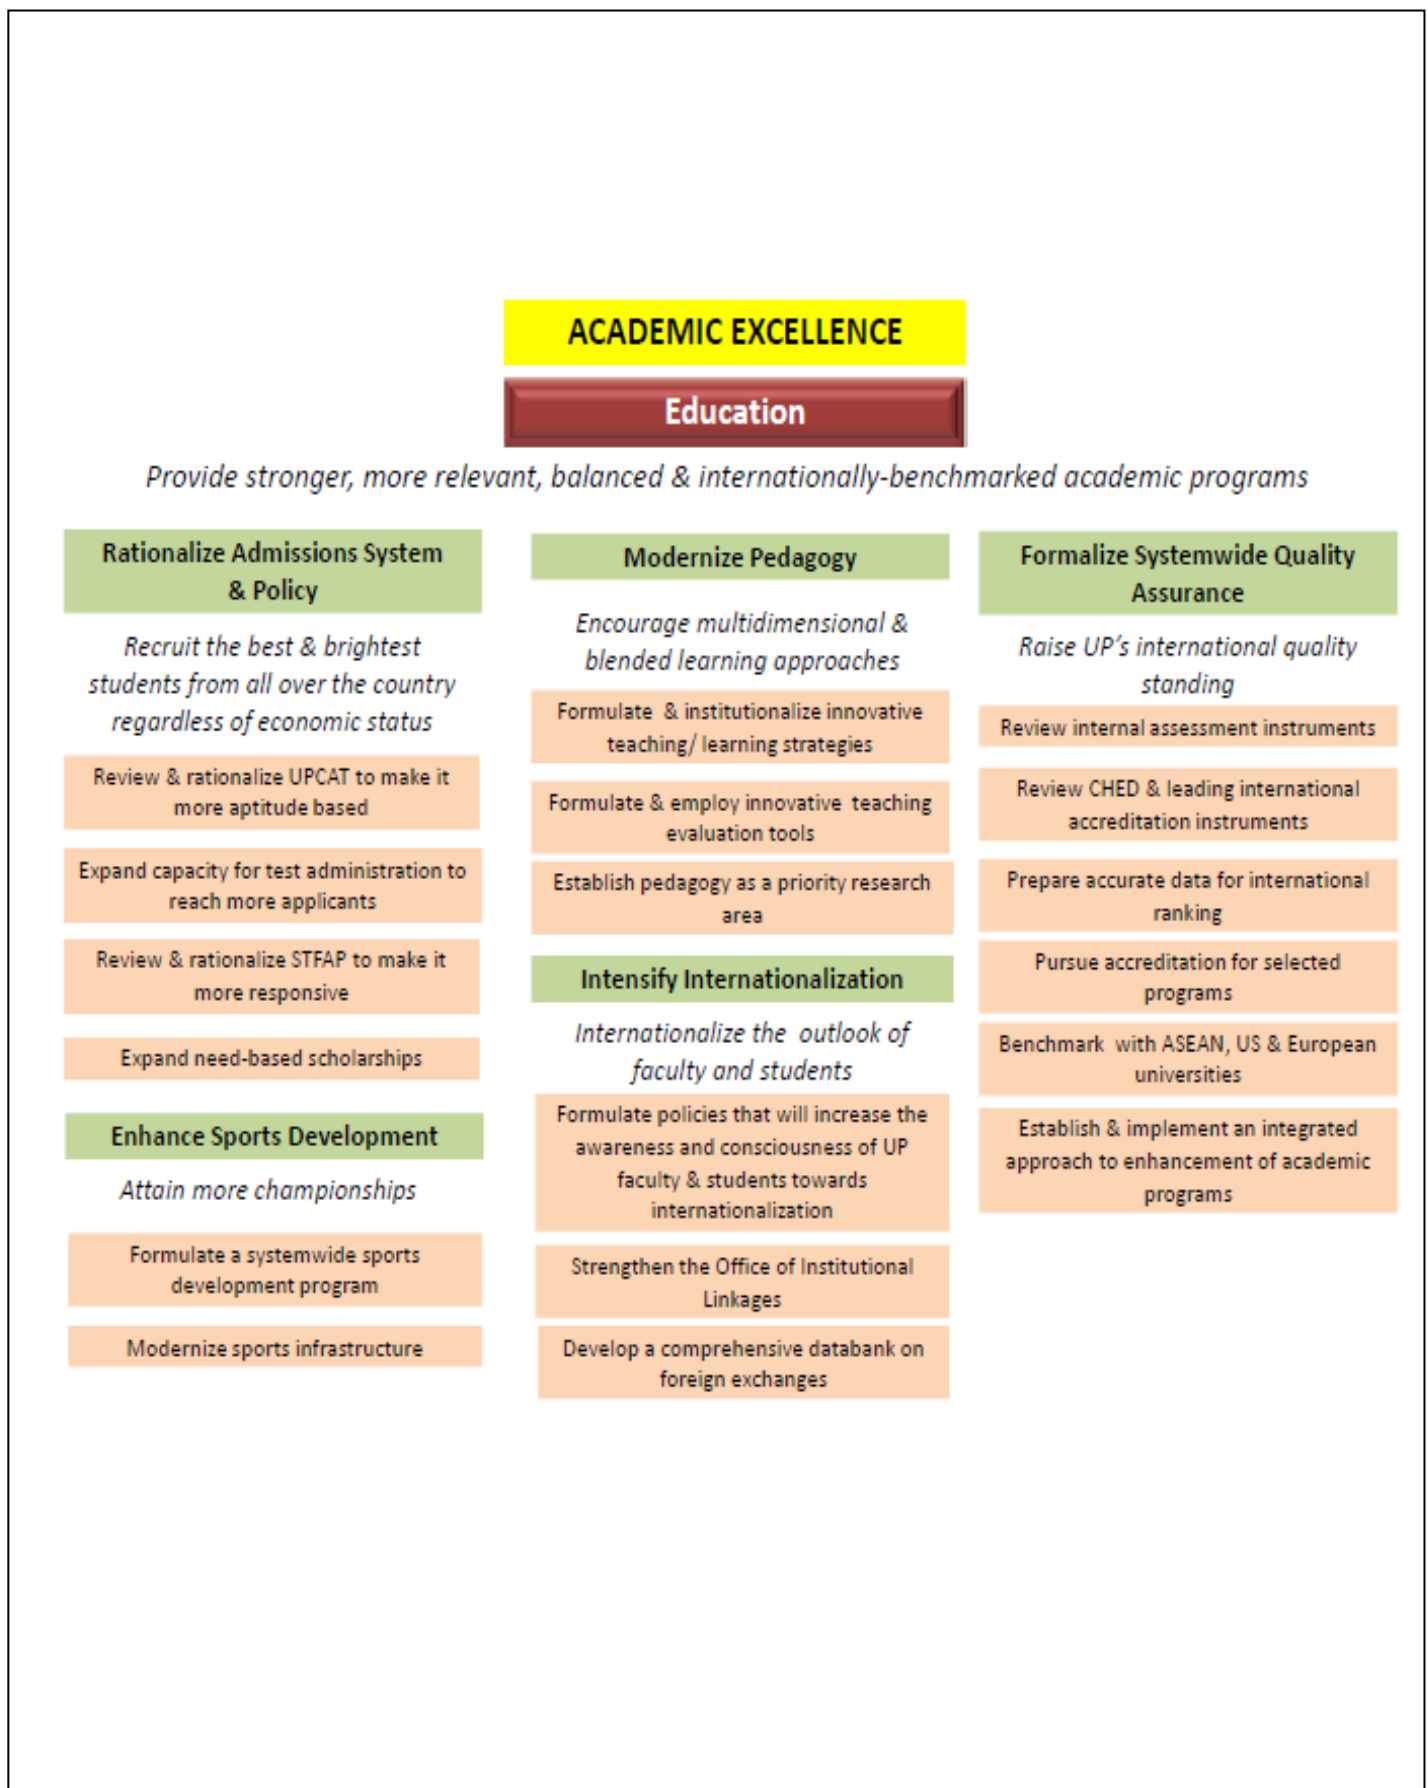 ACADEMIC EXCELLENCE
Education
Provide stronger, more relevant, balanced & internationally-benchmarked academic programs
Rationalize Admissions System
& Policy
Recruit the best & brightest
students from all over the country
regardless of economic status
Review & rationalize UPCAT to make it
more aptitude based
Expand capacity for test administration to
reach more applicants
Review & rationalize STFAP to make it
more responsive
Expand need-based scholarships
Enhance Sports Development
Attain more championships
Formulate a systemwide sports
development program
Modernize sports infrastructure
Modernize Pedagogy
Encourage multidimensional &
blended learning approaches
Formulate & institutionalize innovative
teaching/ learning strategies
Formulate & employ innovative teaching
evaluation tools
Establish pedagogy as a priority research
area
Intensify Internationalization
Internationalize the outlook of
faculty and students
Formulate policies that will increase the
awareness and consciousness of UP
faculty & students towards
internationalization
Strengthen the Office of Institutional
Linkages
Develop a comprehensive databank on
foreign exchanges
Formalize Systemwide Quality
Assurance
Raise UP's international quality
standing
Review internal assessment instruments
Review CHED & leading international
accreditation instruments
Prepare accurate data for international
ranking
Pursue accreditation for selected
programs
Benchmark with ASEAN, US & European
universities
Establish & implement an integrated
approach to enhancement of academic
programs